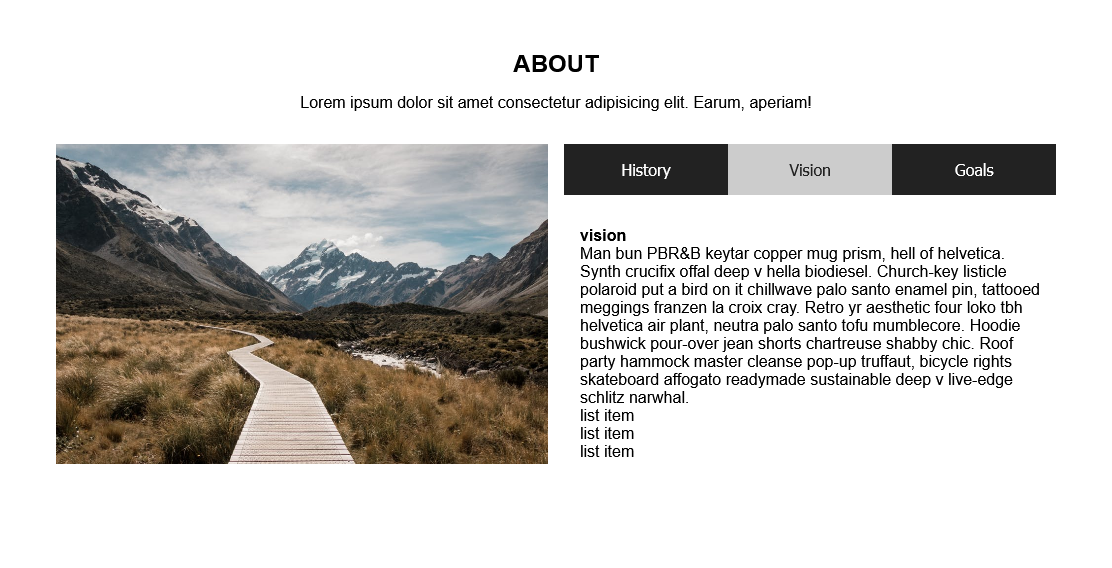 ABOUT
Lorem ipsum dolor sit amet consectetur adipisicing elit. Earum, aperiam!
History
Vision
Goals
vision
Man bun PBR&B keytar copper mug prism, hell of helvetica.
Synth crucifix offal deep v hella biodiesel. Church-key listicle
polaroid put a bird on it chillwave palo santo enamel pin, tattooed
meggings franzen la croix cray. Retro yr aesthetic four loko tbh
helvetica air plant, neutra palo santo tofu mumblecore. Hoodie
bushwick pour-over jean shorts chartreuse shabby chic. Roof
party hammock master cleanse pop-up truffaut, bicycle rights
skateboard affogato readymade sustainable deep v live-edge
schlitz narwhal.
list item
list item
list item